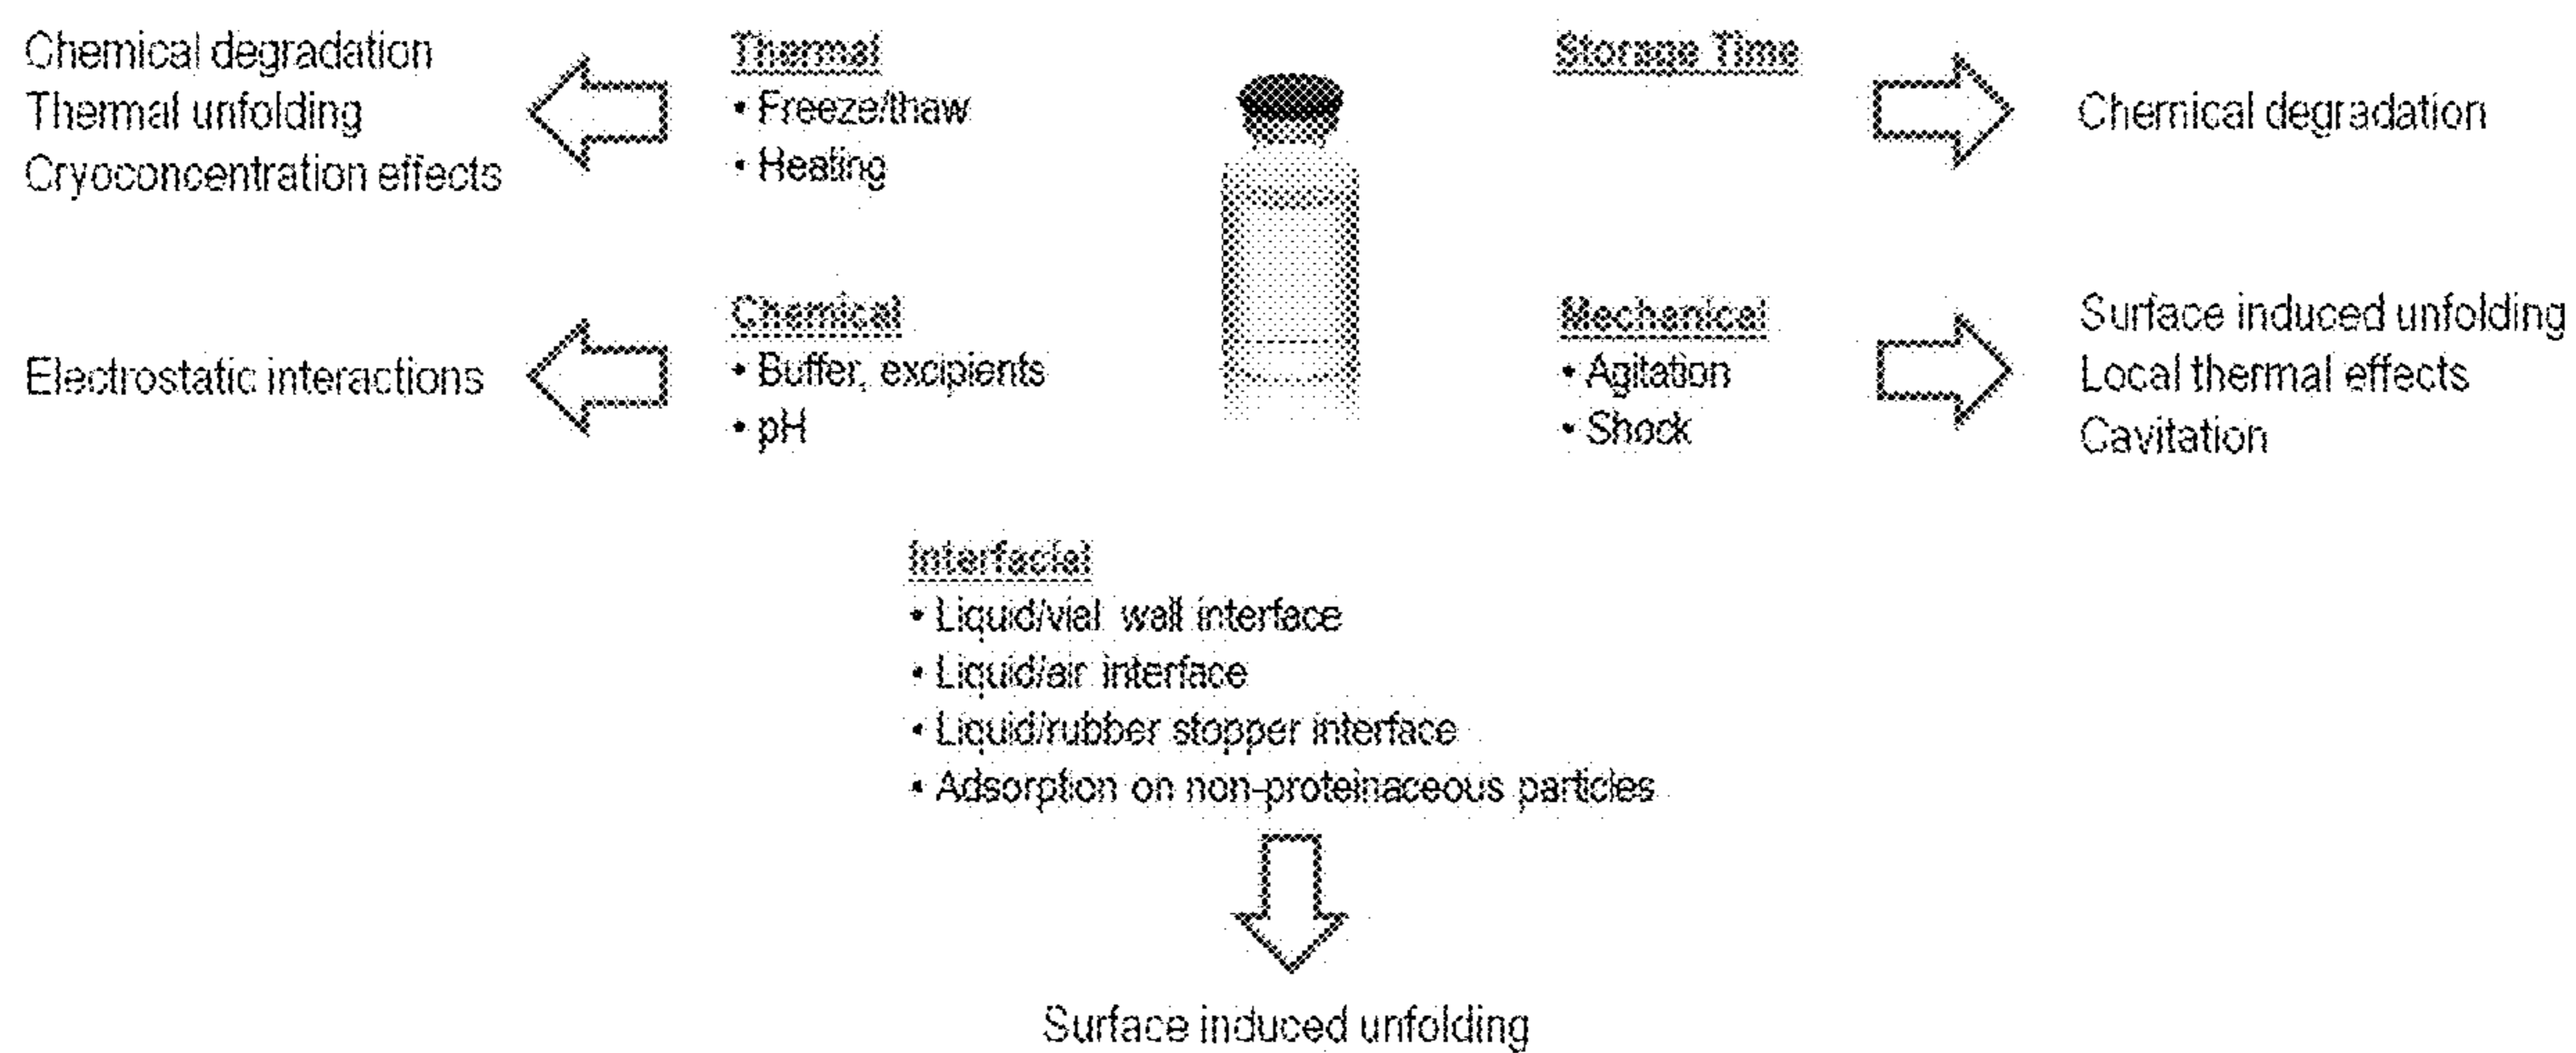 Chemical degradation
Thermal unfolding
Cryoconcentration effects
Thermal
• Freeze/thaw
• Heating
Storage Time
Chemical degradation
Electrostatic interactions
Chemical
• Buffer, excipients
• pH
Mechanical
• Agitation
• Shock
Surface induced unfolding
Local thermal effects
Cavitation
Interfacial
• Liquid/vial wall interface
• Liquid/air interface
• Liquid/rubber stopper interface
• Adsorption on non-proteinaceous particles
Surface induced unfolding